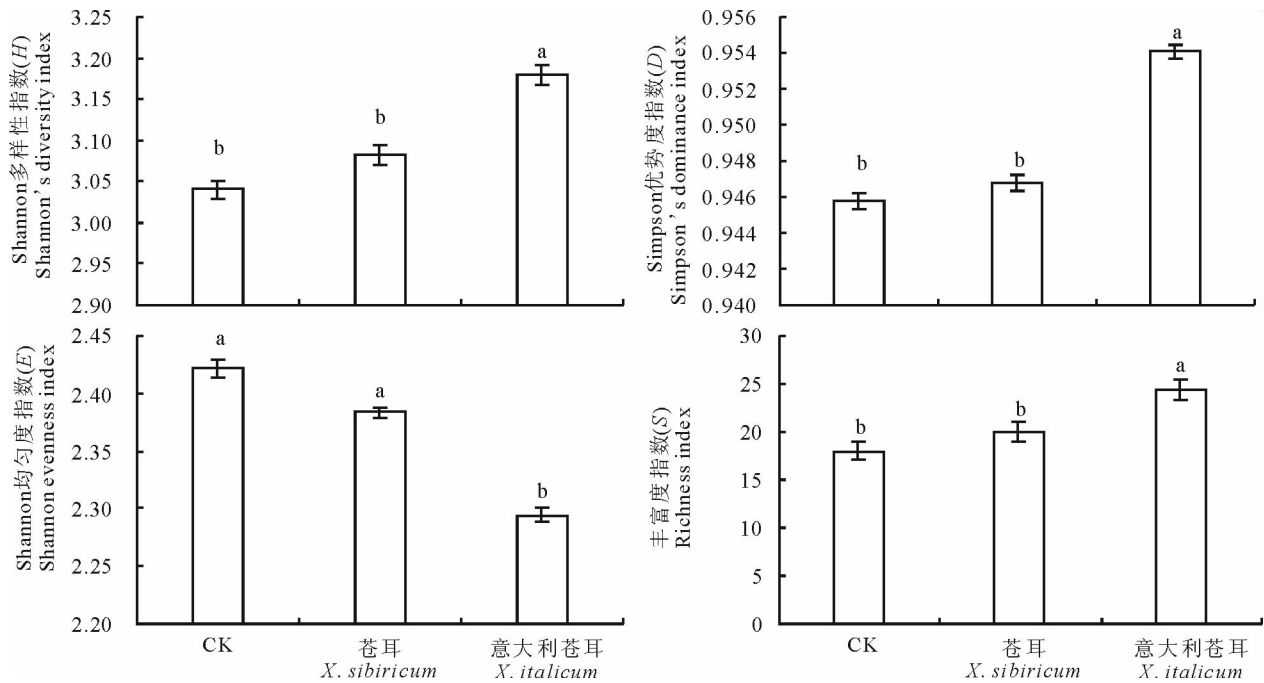 Shannon多样性指数(H)
Shannon's diversity index
3.25
3.20
3.15
3.10
3.05
3.00
2.95
2.90
b
b
a
Simpson优势度指数(D)
Simpson's dominance index
0.956
0.954
0.952
0.950
0.948
0.946
0.944
0.942
0.940
b
b
a
Shannon均匀度指数(E)
Shannon evenness index
2.45
2.40
2.35
2.30
2.25
2.20
a
a
b
CK
苍耳
X. sibiricum
意大利苍耳
X. italicum
丰富度指数(S)
Richness index
30
25
20
15
10
5
0
b
b
a
CK
苍耳
X. sibiricum
意大利苍耳
X. italicum